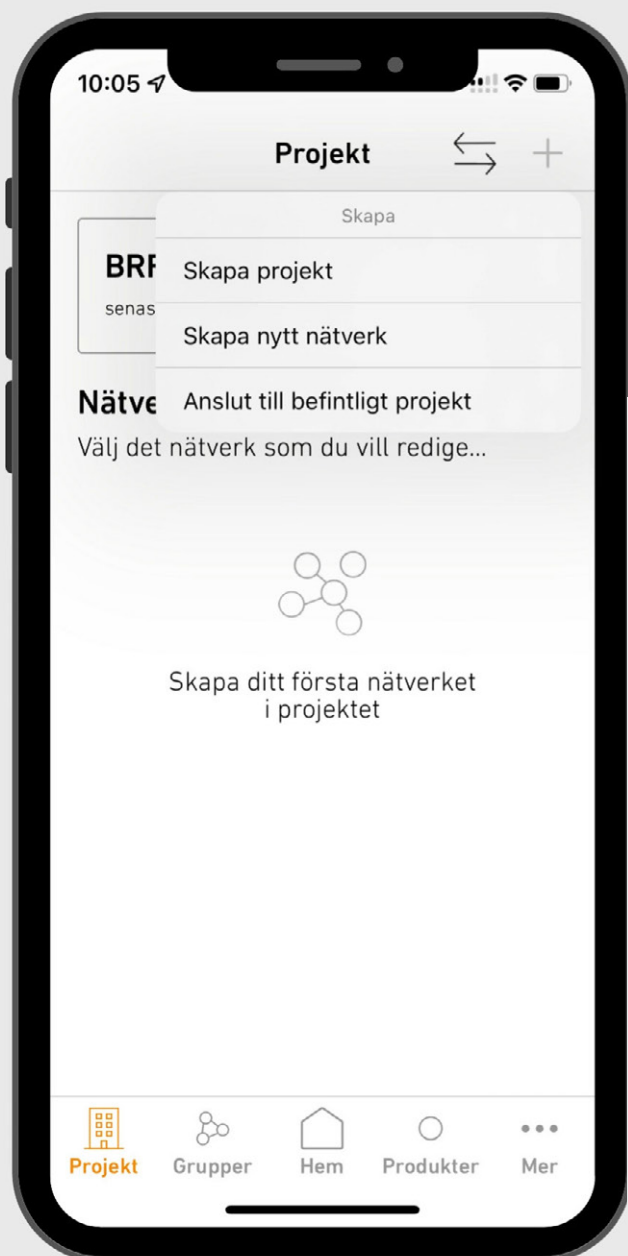 10:05
Projekt
Skapa
BRF
Skapa projekt
senas
Skapa nytt nätverk
Nätve
Anslut till befintligt projekt
Välj det nätverk som du vill redige...
Skapa ditt första nätverket
i projektet
Projekt Grupper Hem Produkter Mer